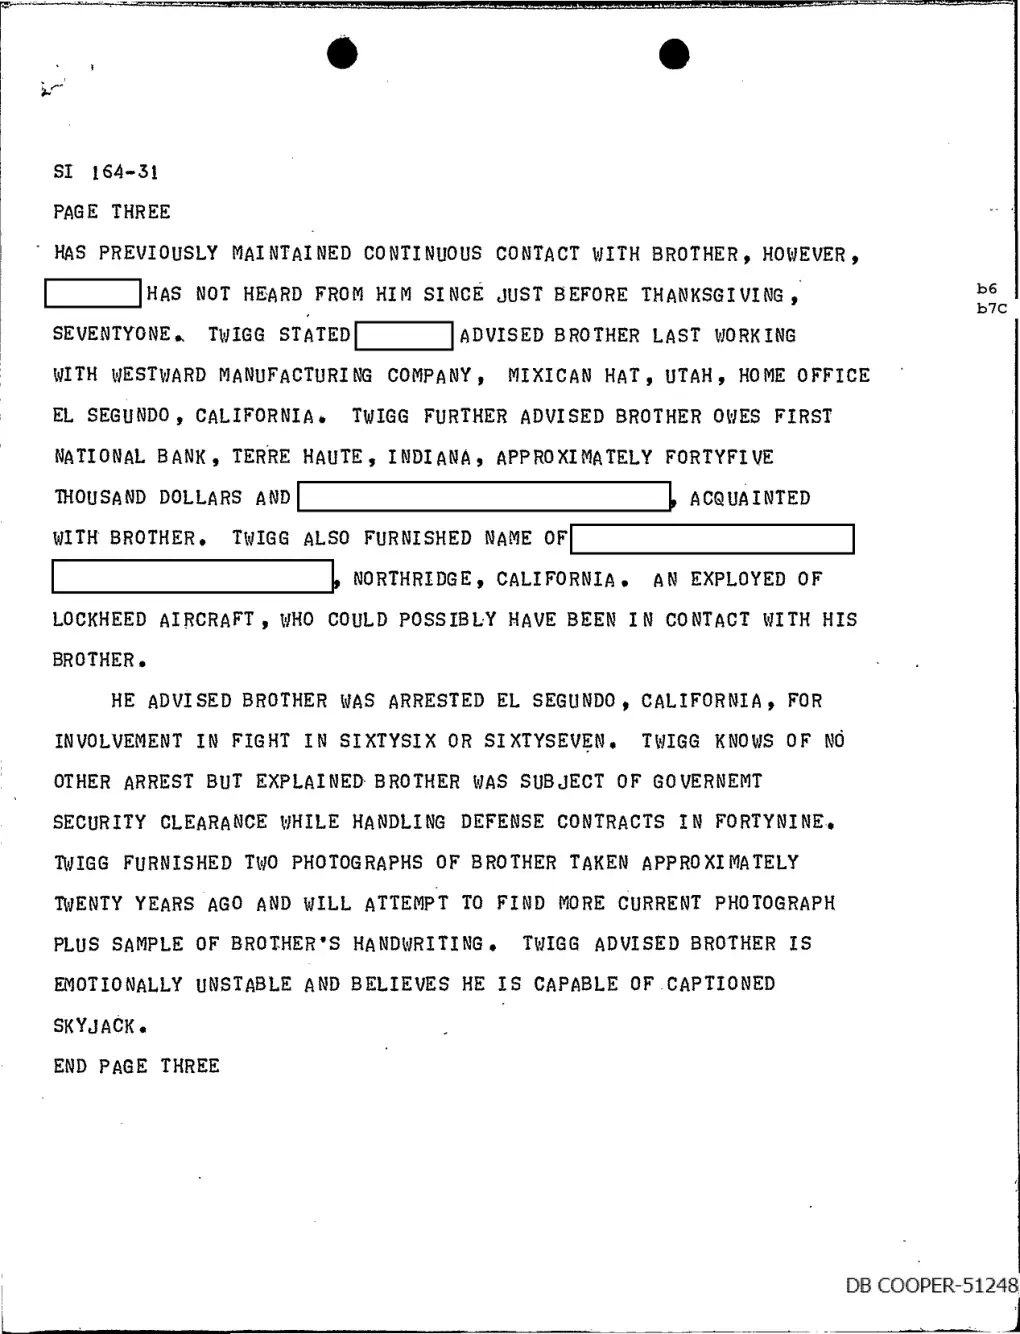 SI 164-31
PAGE THREE
HAS PREVIOUSLY MAINTAINED CONTINUOUS CONTACT WITH BROTHER, HOWEVER,
HAS NOT HEARD FROM HIM SINCE JUST BEFORE THANKSGIVING,
b6
b7C
SEVENTYONE. TWIGG STATED ADVISED BROTHER LAST WORKING
WITH WESTWARD MANUFACTURING COMPANY, MIXICAN HAT, UTAH, HOME OFFICE
EL SEGUNDO, CALIFORNIA. TWIGG FURTHER ADVISED BROTHER OWES FIRST
NATIONAL BANK, TERRE HAUTE, INDIANA, APPROXIMATELY FORTYFIVE
THOUSAND DOLLARS AND , ACQUAINTED
WITH BROTHER. TWIGG ALSO FURNISHED NAME OF
, NORTHRIDGE, CALIFORNIA. AN EXPLOYED OF
LOCKHEED AIRCRAFT, WHO COULD POSSIBLY HAVE BEEN IN CONTACT WITH HIS
BROTHER.
HE ADVISED BROTHER WAS ARRESTED EL SEGUNDO, CALIFORNIA, FOR
INVOLVEMENT IN FIGHT IN SIXTYSIX OR SIXTYSEVEN. TWIGG KNOWS OF NO
OTHER ARREST BUT EXPLAINED BROTHER WAS SUBJECT OF GOVERNEMT
SECURITY CLEARANCE WHILE HANDLING DEFENSE CONTRACTS IN FORTYNINE.
TWIGG FURNISHED TWO PHOTOGRAPHS OF BROTHER TAKEN APPROXIMATELY
TWENTY YEARS AGO AND WILL ATTEMPT TO FIND MORE CURRENT PHOTOGRAPH
PLUS SAMPLE OF BROTHER'S HANDWRITING. TWIGG ADVISED BROTHER IS
EMOTIONALLY UNSTABLE AND BELIEVES HE IS CAPABLE OF CAPTIONED
SKYJACK.
END PAGE THREE
DB COOPER-51248